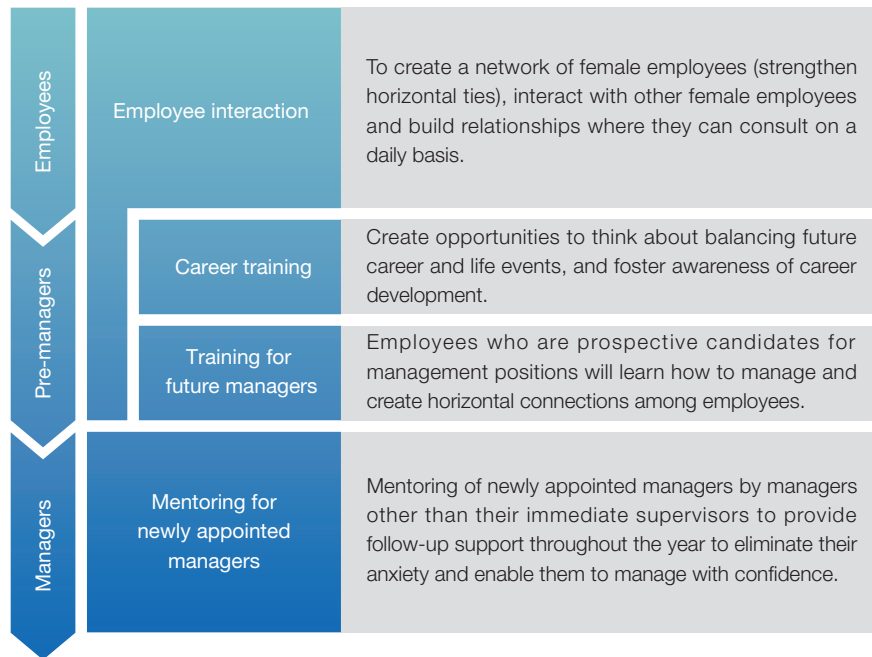 Employees
Employee interaction
To create a network of female employees (strengthen
horizontal ties), interact with other female employees
and build relationships where they can consult on a
daily basis.
Pre-managers
Career training
Create opportunities to think about balancing future
career and life events, and foster awareness of career
development.
Training for
future managers
Employees who are prospective candidates for
management positions will learn how to manage and
create horizontal connections among employees.
Managers
Mentoring for
newly appointed
managers
Mentoring of newly appointed managers by managers
other than their immediate supervisors to provide
follow-up support throughout the year to eliminate their
anxiety and enable them to manage with confidence.